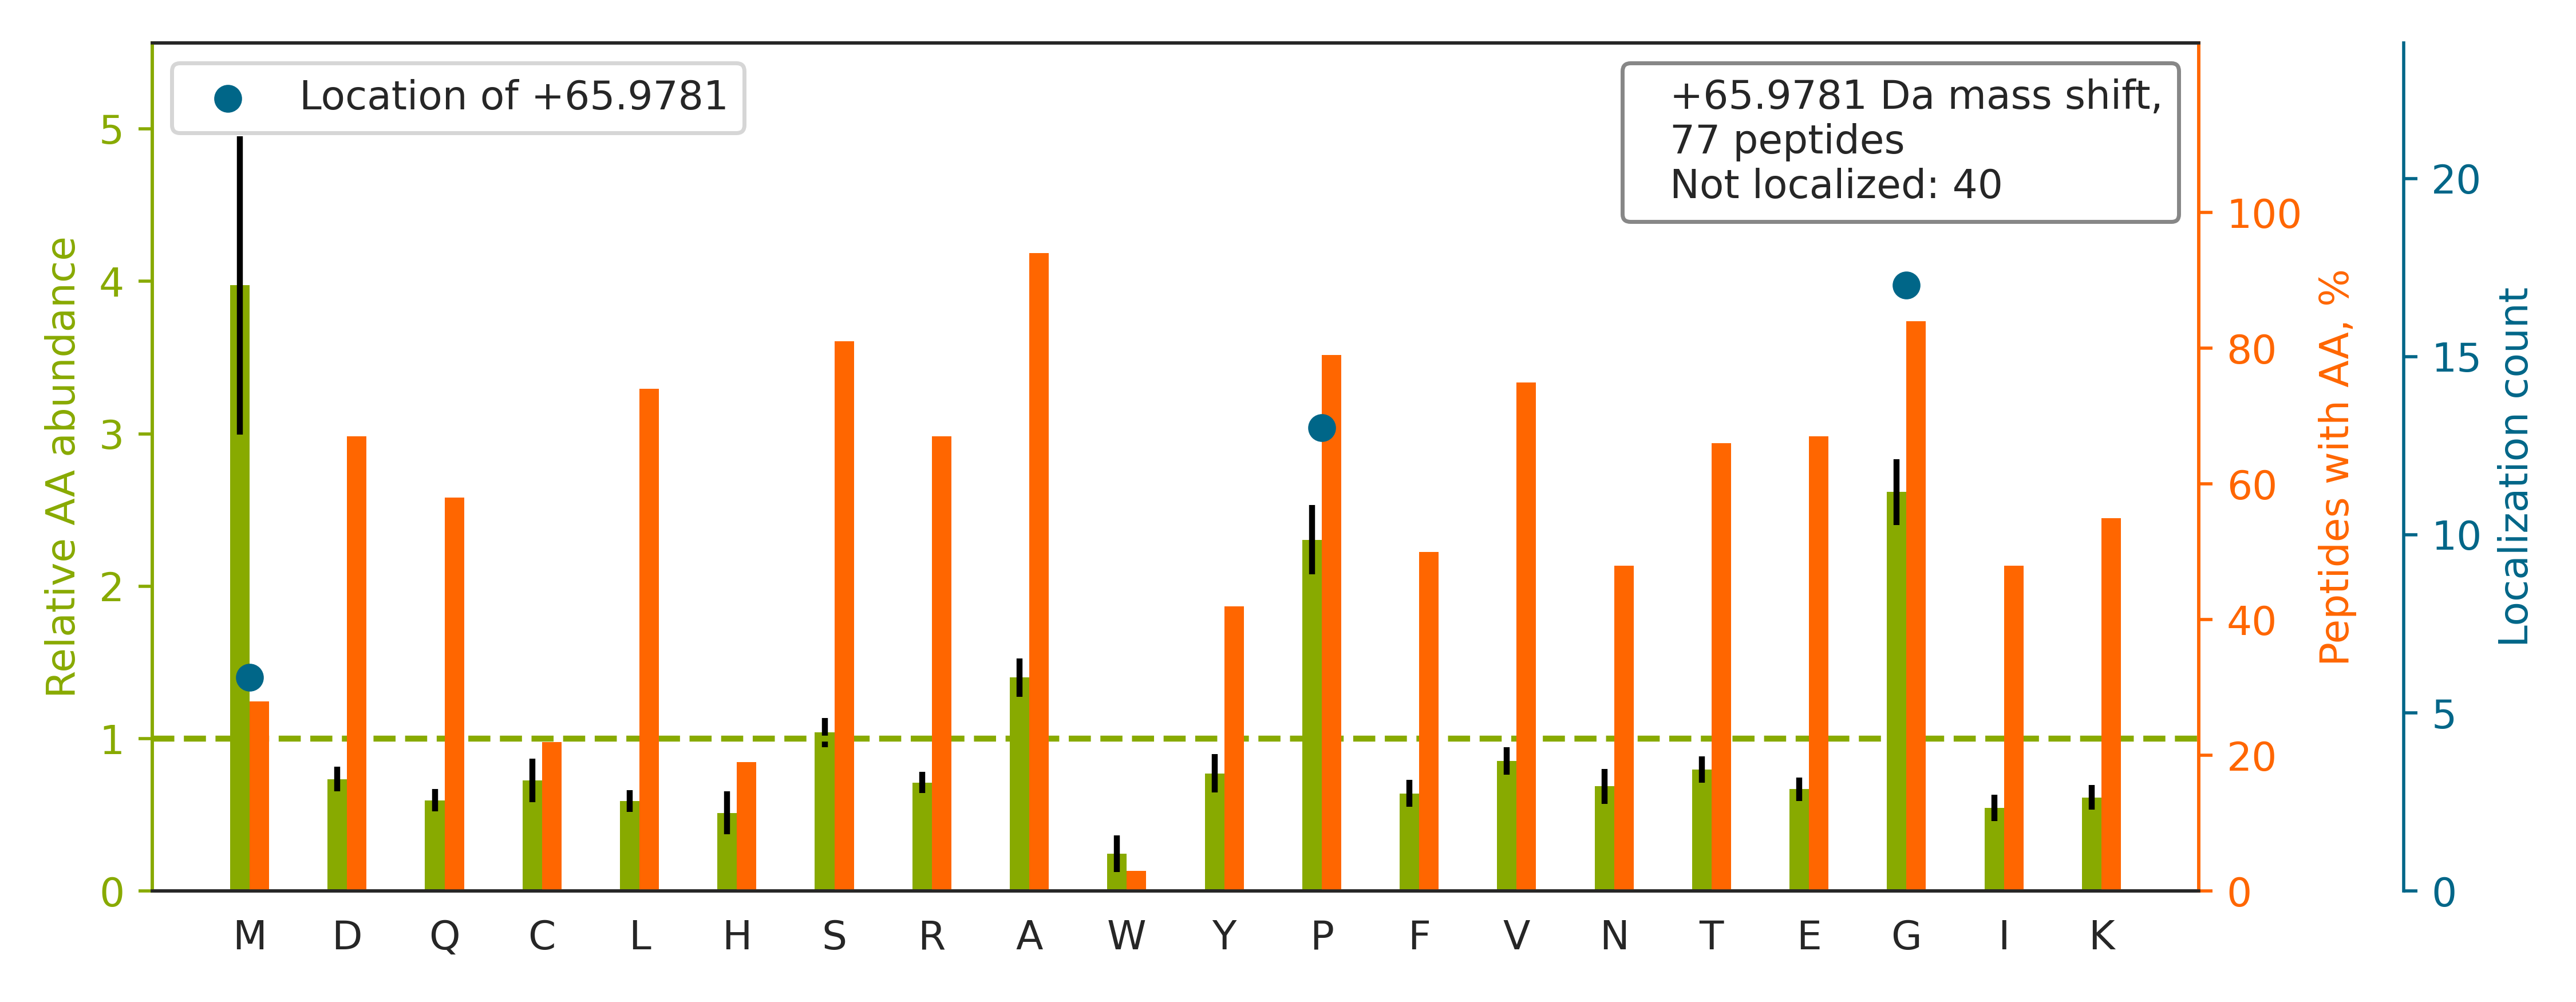 Location of +65.9781
+65.9781 Da mass shift,
77 peptides
Not localized: 40
Relative AA abundance
5
4
3
2
1
0
M D Q C L H S R A W Y P F V N T E G I K
100
80
60
40
20
0
Peptides with AA, %
20
15
10
5
0
Localization count